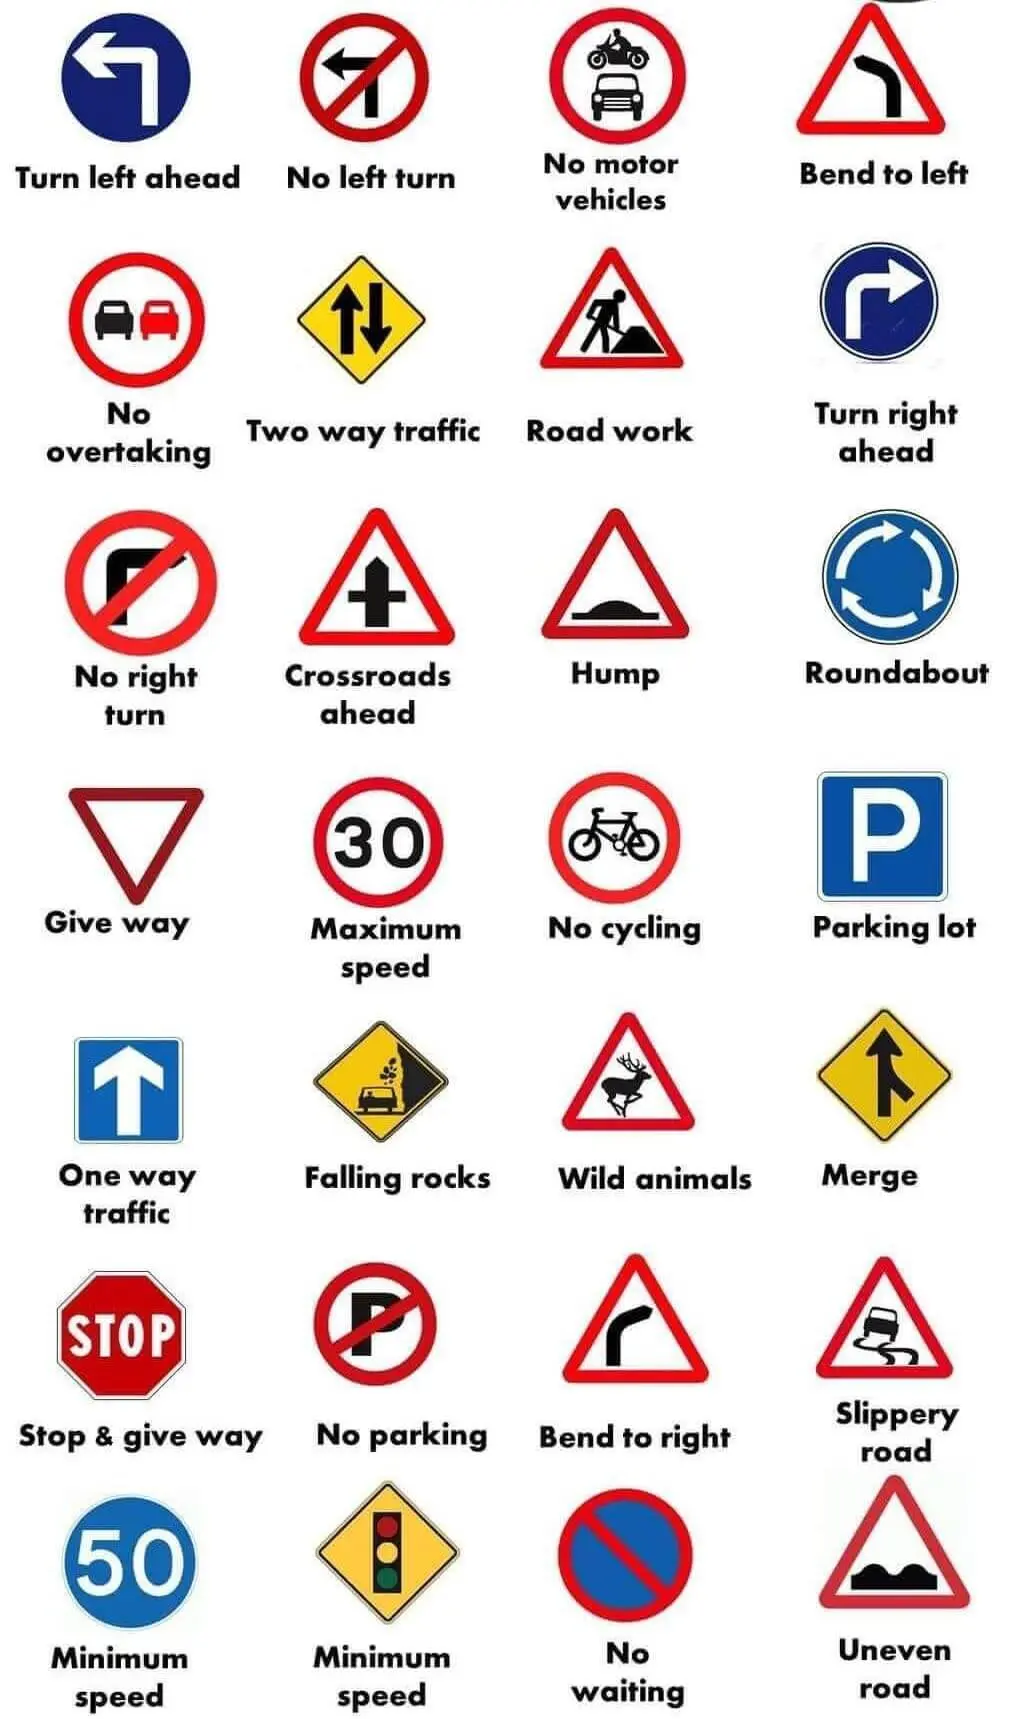 Turn left ahead
No left turn
No motor
vehicles
Bend to left
No
overtaking
Two way traffic
Road work
Turn right
ahead
No right
turn
Crossroads
ahead
Hump
Roundabout
Give way
30
Maximum
speed
No cycling
P
Parking lot
One way
traffic
Falling rocks
Wild animals
Merge
STOP
Stop & give way
P
No parking
Bend to right
Slippery
road
50
Minimum
speed
Minimum
speed
No
waiting
Uneven
road